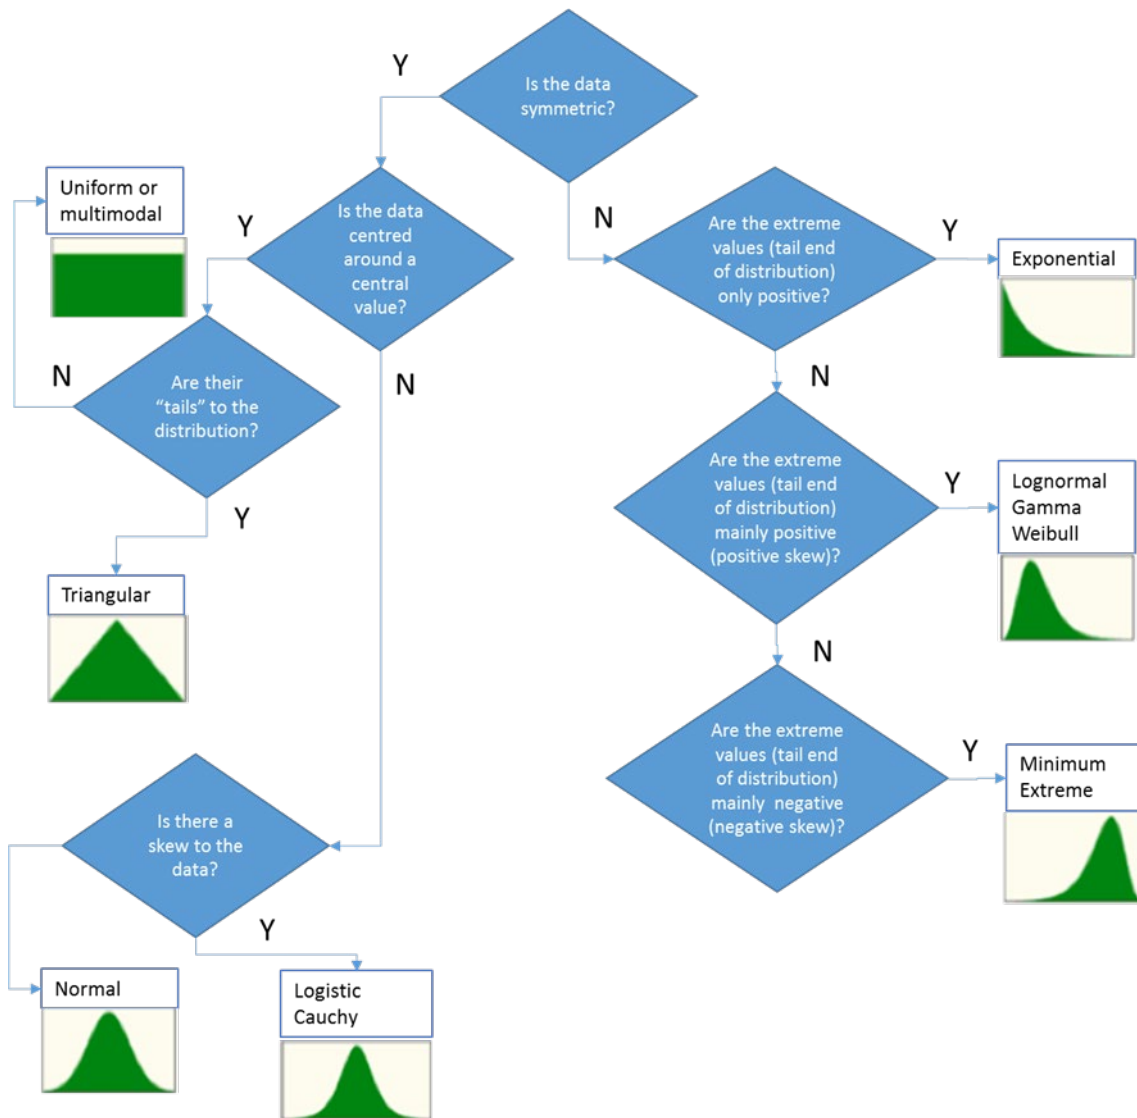 Y
Is the data
symmetric?
Uniform or
multimodal
Y
Is the data
centred
around a
central
value?
N
Are the extreme
values (tail end
of distribution)
only positive?
Y
Exponential
N
Are their
“tails” to the
distribution?
N
N
Y
Are the extreme
values (tail end
of distribution)
mainly positive
(positive skew)?
Y
Lognormal
Gamma
Weibull
Triangular
N
Are the extreme
values (tail end
of distribution)
mainly  negative
(negative skew)?
Y
Minimum
Extreme
Is there a
skew to the
data?
Y
Normal
Logistic
Cauchy